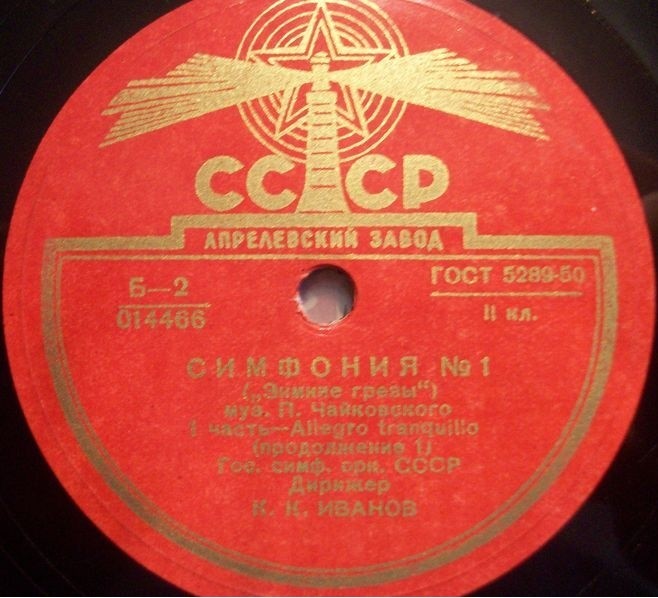 СССР
АПРЕЛЕВСКИЙ ЗАВОД
Б—2
014466
ГОСТ 5289-50
II кл.
СИМФОНИЯ №1
(„Зимние грезы“)
муз. П. Чайковского
I часть—Allegro tranquillo
(продолжение 1)
Гос. симф. орк. СССР
Дирижер
К. К. ИВАНОВ